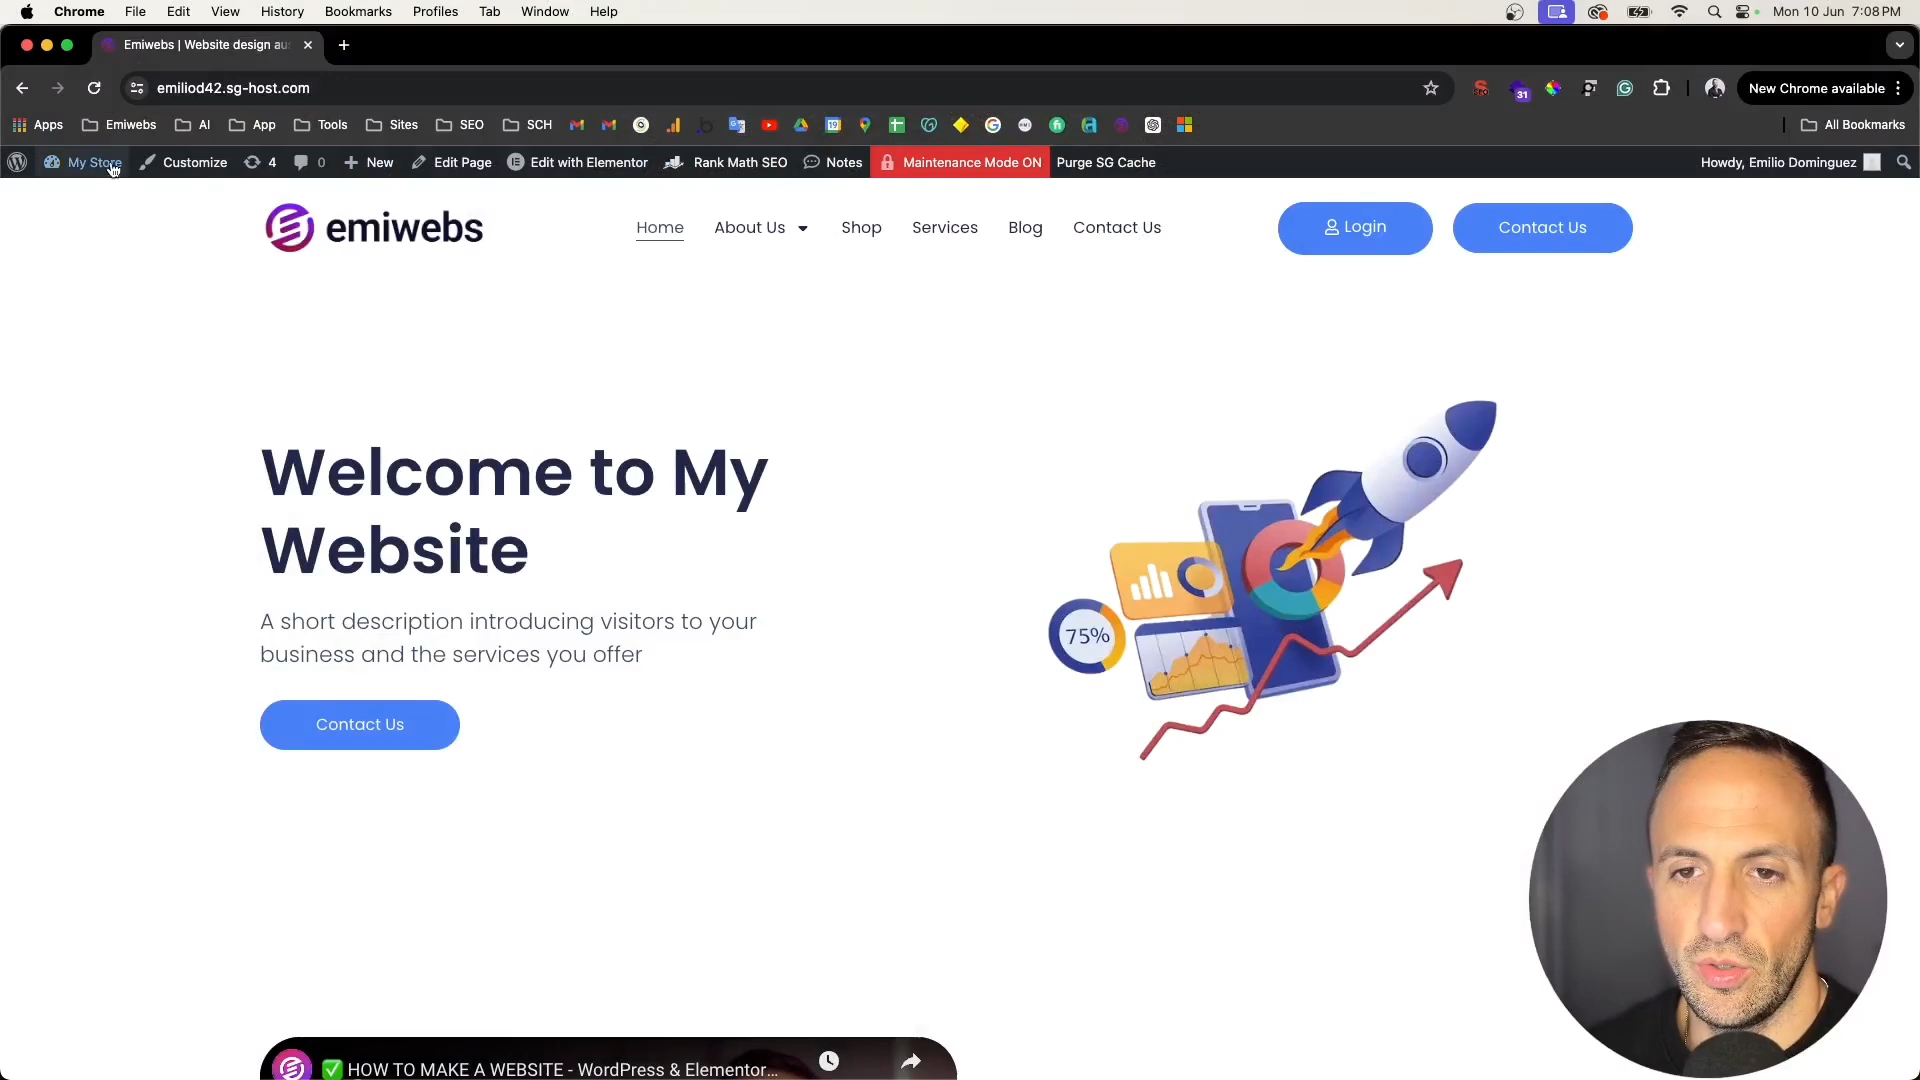 Chrome File Edit View History Bookmarks Profiles Tab Window Help Mon 10 Jun 7:08 PM
Emiwebs | Website design au
emiliod42.sg-host.com New Chrome available
Apps Emiwebs AI App Tools Sites SEO SCH All Bookmarks
My Store Customize 4 0 New Edit Page Edit with Elementor Rank Math SEO Notes Maintenance Mode ON Purge SG Cache Howdy, Emilio Dominguez
emiwebs Home About Us Shop Services Blog Contact Us Login Contact Us
Welcome to My
Website
A short description introducing visitors to your
business and the services you offer
Contact Us
75%
HOW TO MAKE A WEBSITE - WordPress & Elementor...